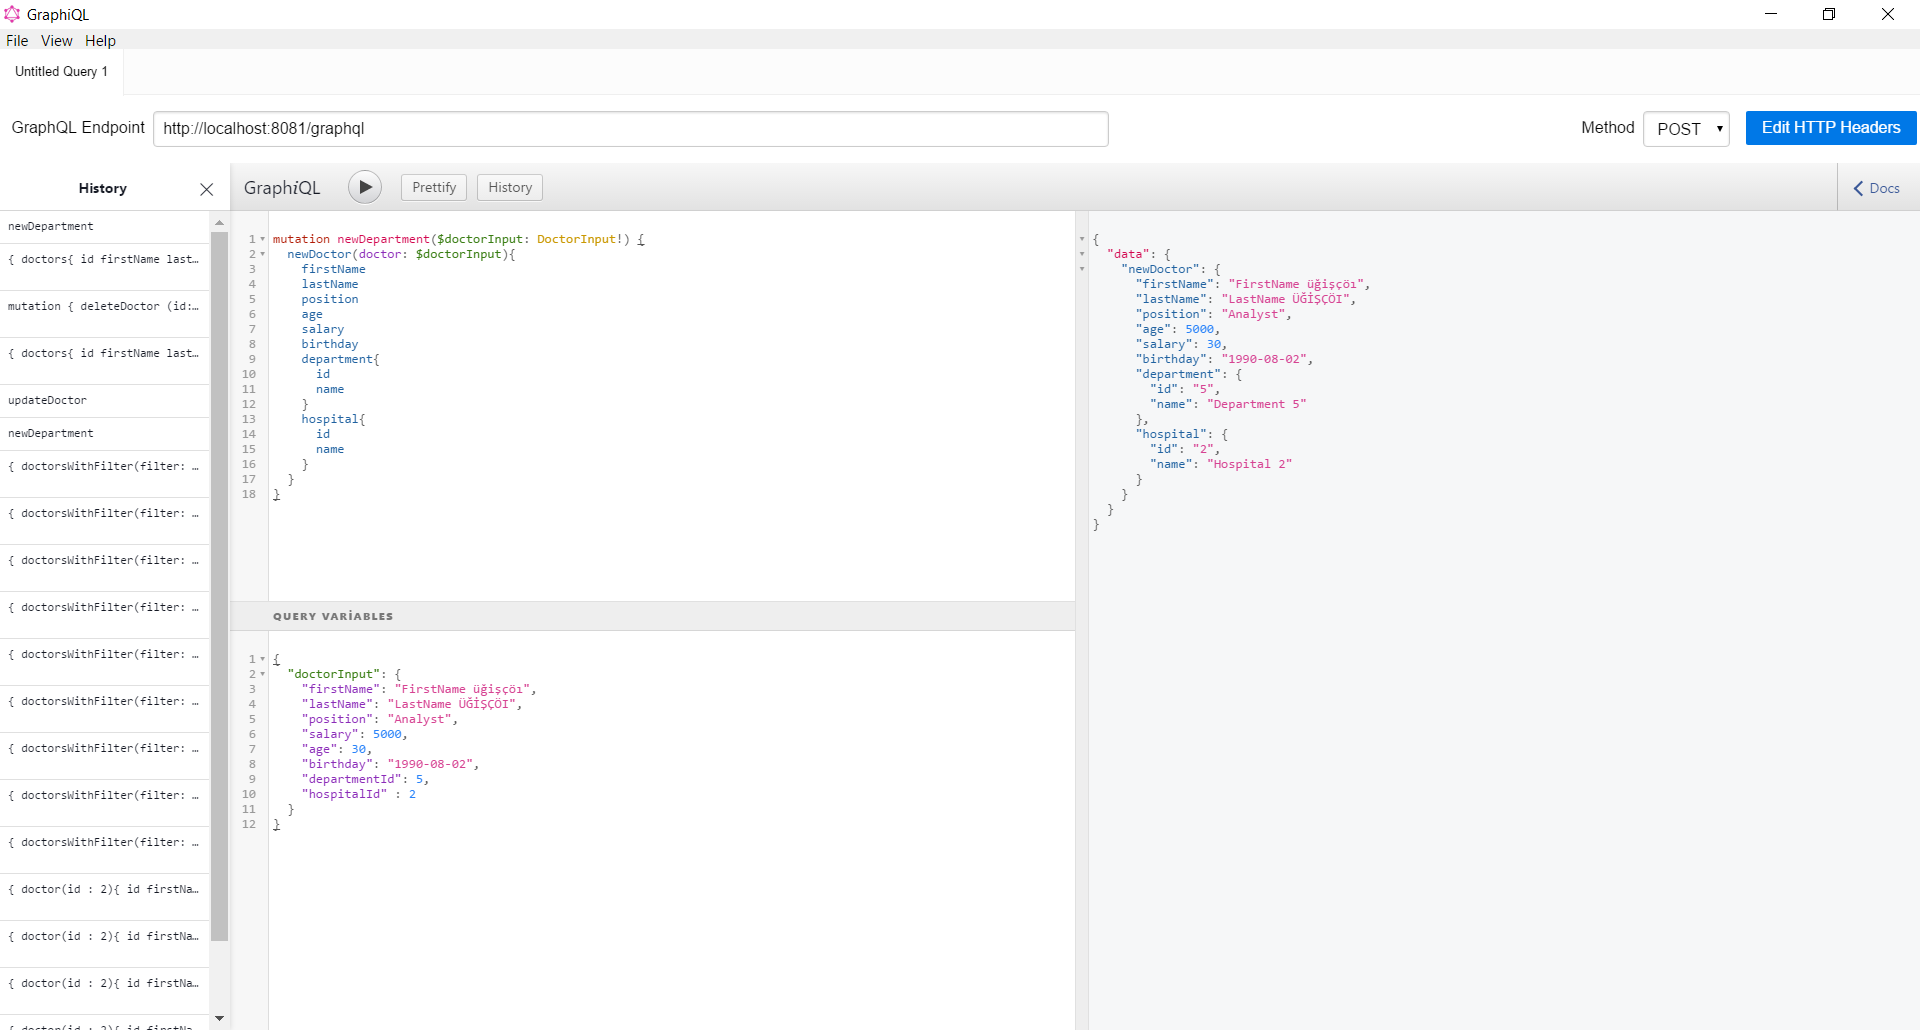 GraphiQL
File View Help
Untitled Query 1
GraphQL Endpoint http://localhost:8081/graphql Method POST Edit HTTP Headers
History
newDepartment
{ doctors{ id firstName last…
mutation { deleteDoctor (id:…
{ doctors{ id firstName last…
updateDoctor
newDepartment
{ doctorsWithFilter(filter: …
{ doctorsWithFilter(filter: …
{ doctorsWithFilter(filter: …
{ doctorsWithFilter(filter: …
{ doctorsWithFilter(filter: …
{ doctorsWithFilter(filter: …
{ doctorsWithFilter(filter: …
{ doctorsWithFilter(filter: …
{ doctorsWithFilter(filter: …
{ doctor(id : 2){ id firstNa…
{ doctor(id : 2){ id firstNa…
{ doctor(id : 2){ id firstNa…
{ doctor(id : 2){ id firstNa…
GraphiQL Prettify History Docs
1 mutation newDepartment($doctorInput: DoctorInput!) {
2 newDoctor(doctor: $doctorInput){
3 firstName
4 lastName
5 position
6 age
7 salary
8 birthday
9 department{
10 id
11 name
12 }
13 hospital{
14 id
15 name
16 }
17 }
18 }
QUERY VARİABLES
1 {
2 "doctorInput": {
3 "firstName": "FirstName üğişçöı",
4 "lastName": "LastName ÜĞİŞÇÖI",
5 "position": "Analyst",
6 "salary": 5000,
7 "age": 30,
8 "birthday": "1990-08-02",
9 "departmentId": 5,
10 "hospitalId" : 2
11 }
12 }
{
"data": {
"newDoctor": {
"firstName": "FirstName üğişçöı",
"lastName": "LastName ÜĞİŞÇÖI",
"position": "Analyst",
"age": 5000,
"salary": 30,
"birthday": "1990-08-02",
"department": {
"id": "5",
"name": "Department 5"
},
"hospital": {
"id": "2",
"name": "Hospital 2"
}
}
}
}